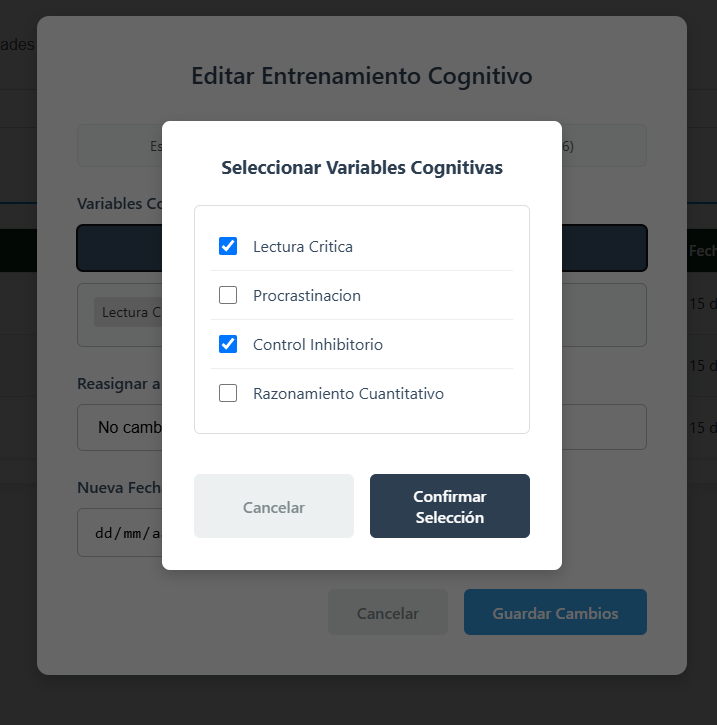 ades
Editar Entrenamiento Cognitivo
Es
6)
Seleccionar Variables Cognitivas
Variables Co
Lectura Critica
Fech
Procrastinacion
Lectura C
15 d
Control Inhibitorio
15 d
Reasignar a
Razonamiento Cuantitativo
No camb
15 d
Nueva Fech
Cancelar
Confirmar
Selección
dd/mm/a
Cancelar
Guardar Cambios